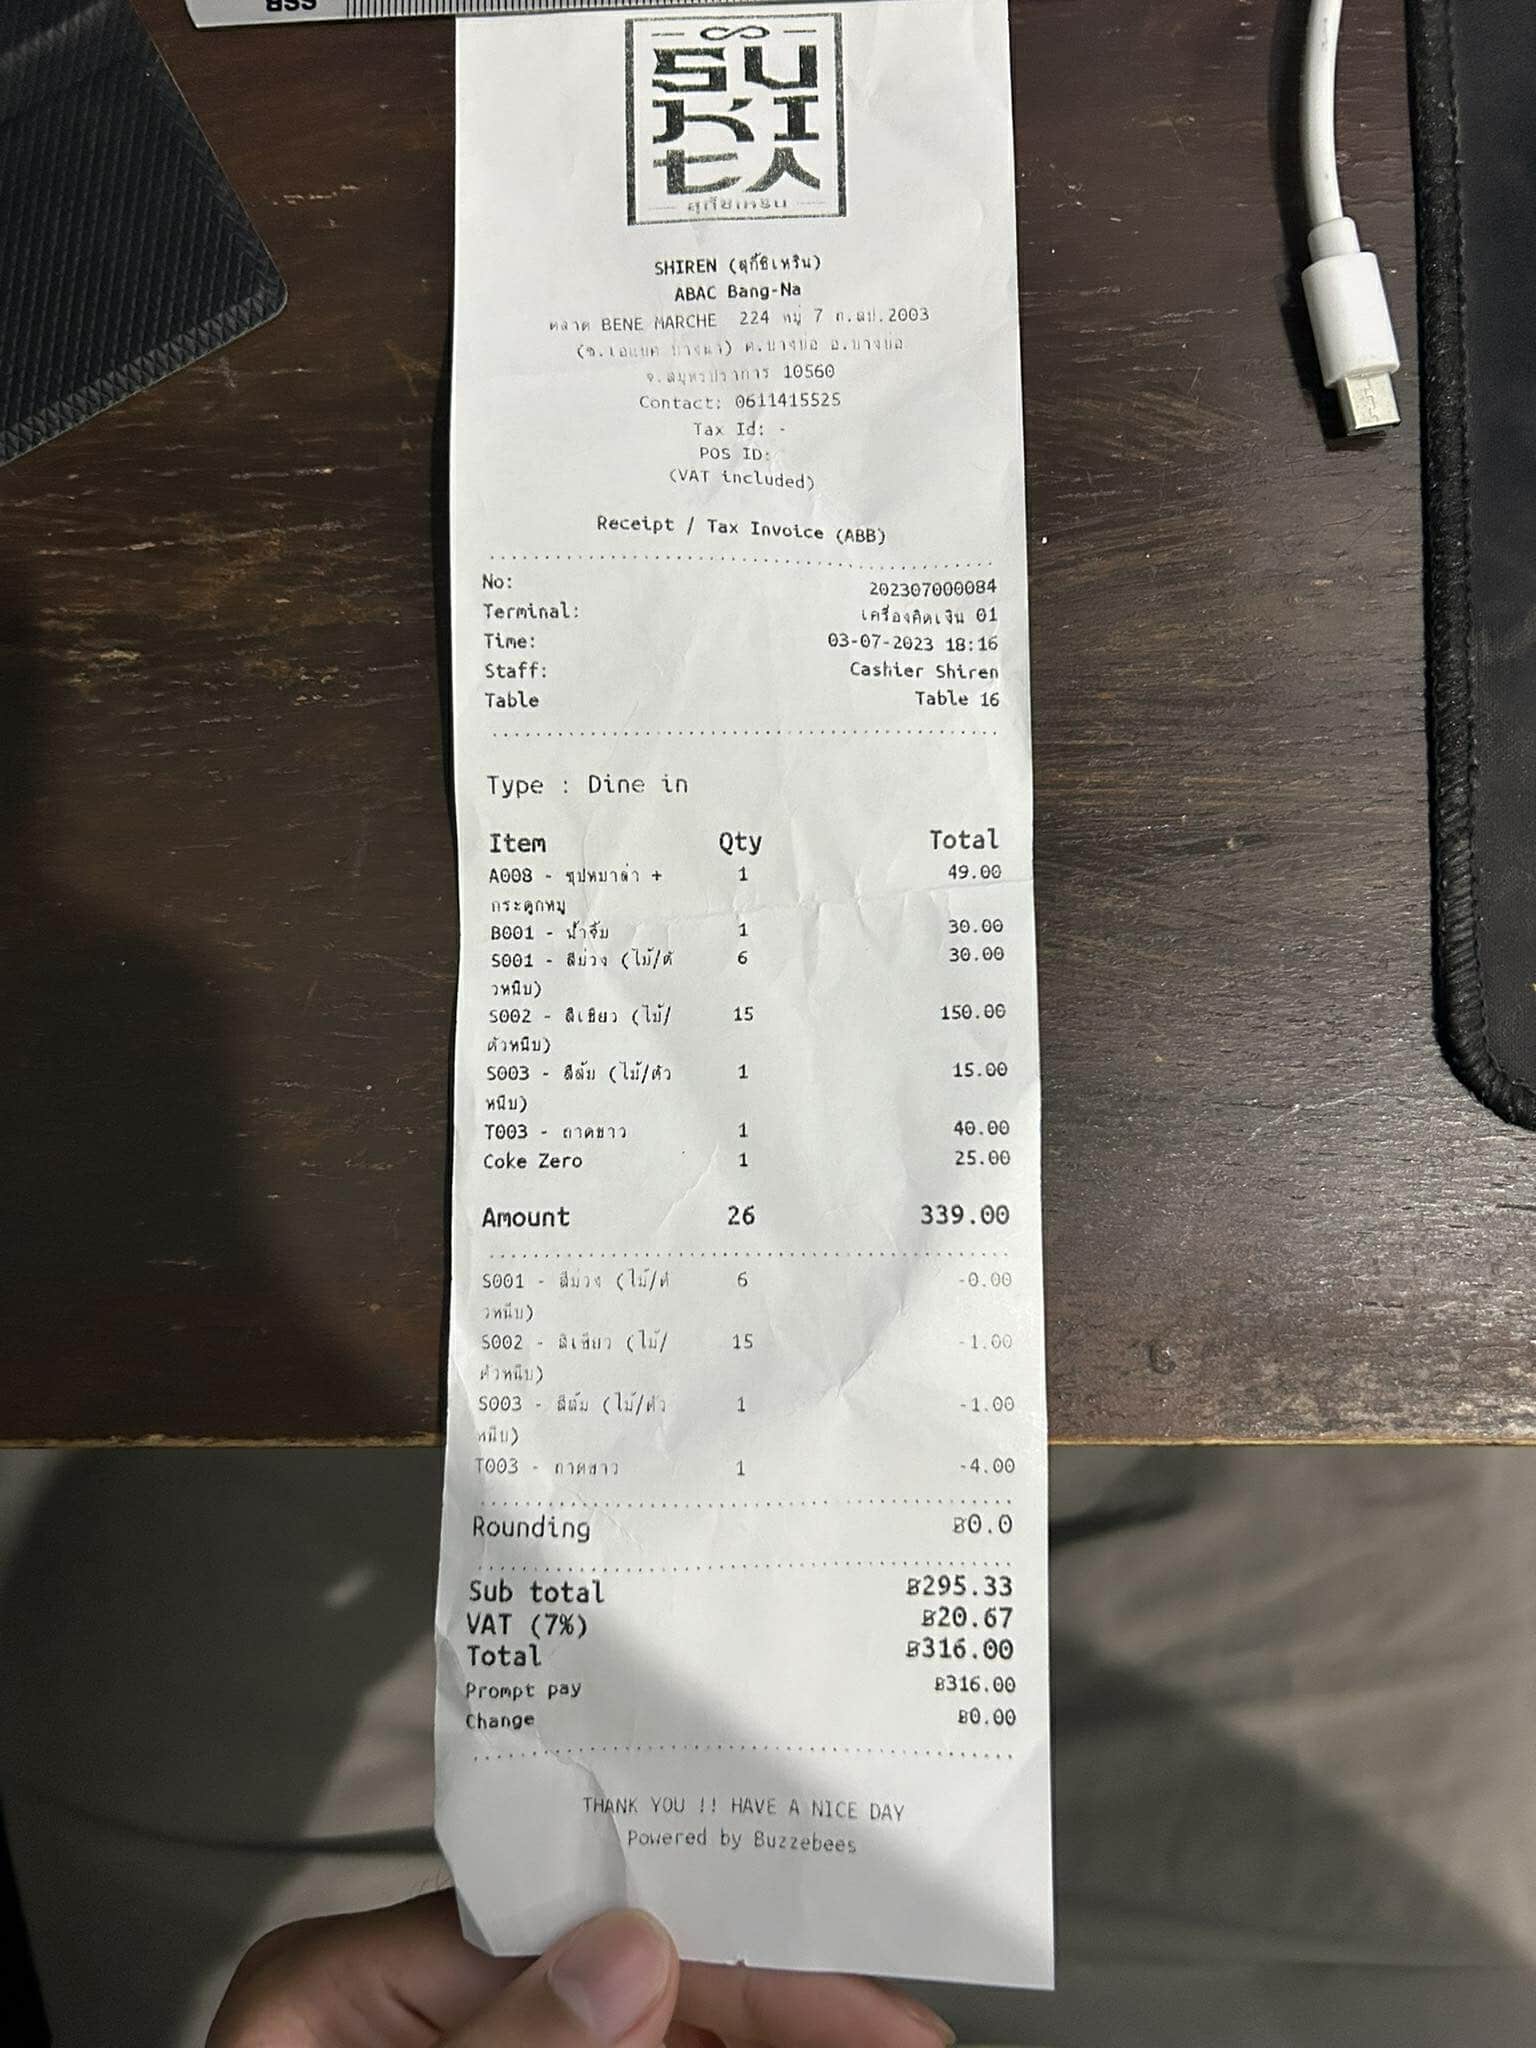 SSR
SU
KI
TA
สุกี้ชิเหริน
SHIREN (สุกี้ชิเหริน)
ABAC Bang-Na
ตลาด BENE MARCHE 224 หมู่ 7 ถ.สป.2003
(ซ.เอแบค บางนา) ต.บางบ่อ อ.บางบ่อ
จ.สมุทรปราการ 10560
Contact: 0611415525
Tax Id: -
POS ID:
(VAT included)
Receipt / Tax Invoice (ABB)
No: 202307000084
Terminal: เครื่องคิดเงิน 01
Time: 03-07-2023 18:16
Staff: Cashier Shiren
Table Table 16
Type : Dine in
Item Qty Total
A008 - ซุปหมาล่า + 1 49.00
กระดูกหมู
B001 - น้ำจิ้ม 1 30.00
S001 - สีม่วง (ไม้/ตั 6 30.00
วหนีบ)
S002 - สีเขียว (ไม้/ 15 150.00
ตัวหนีบ)
S003 - สีส้ม (ไม้/ตัว 1 15.00
หนีบ)
T003 - ถาดขาว 1 40.00
Coke Zero 1 25.00
Amount 26 339.00
S001 - สีม่วง (ไม้/ตั 6 -0.00
วหนีบ)
S002 - สีเขียว (ไม้/ 15 -1.00
ตัวหนีบ)
S003 - สีส้ม (ไม้/ตัว 1 -1.00
หนีบ)
T003 - ถาดขาว 1 -4.00
Rounding ฿0.0
Sub total ฿295.33
VAT (7%) ฿20.67
Total ฿316.00
Prompt pay ฿316.00
Change ฿0.00
THANK YOU !! HAVE A NICE DAY
Powered by Buzzebees